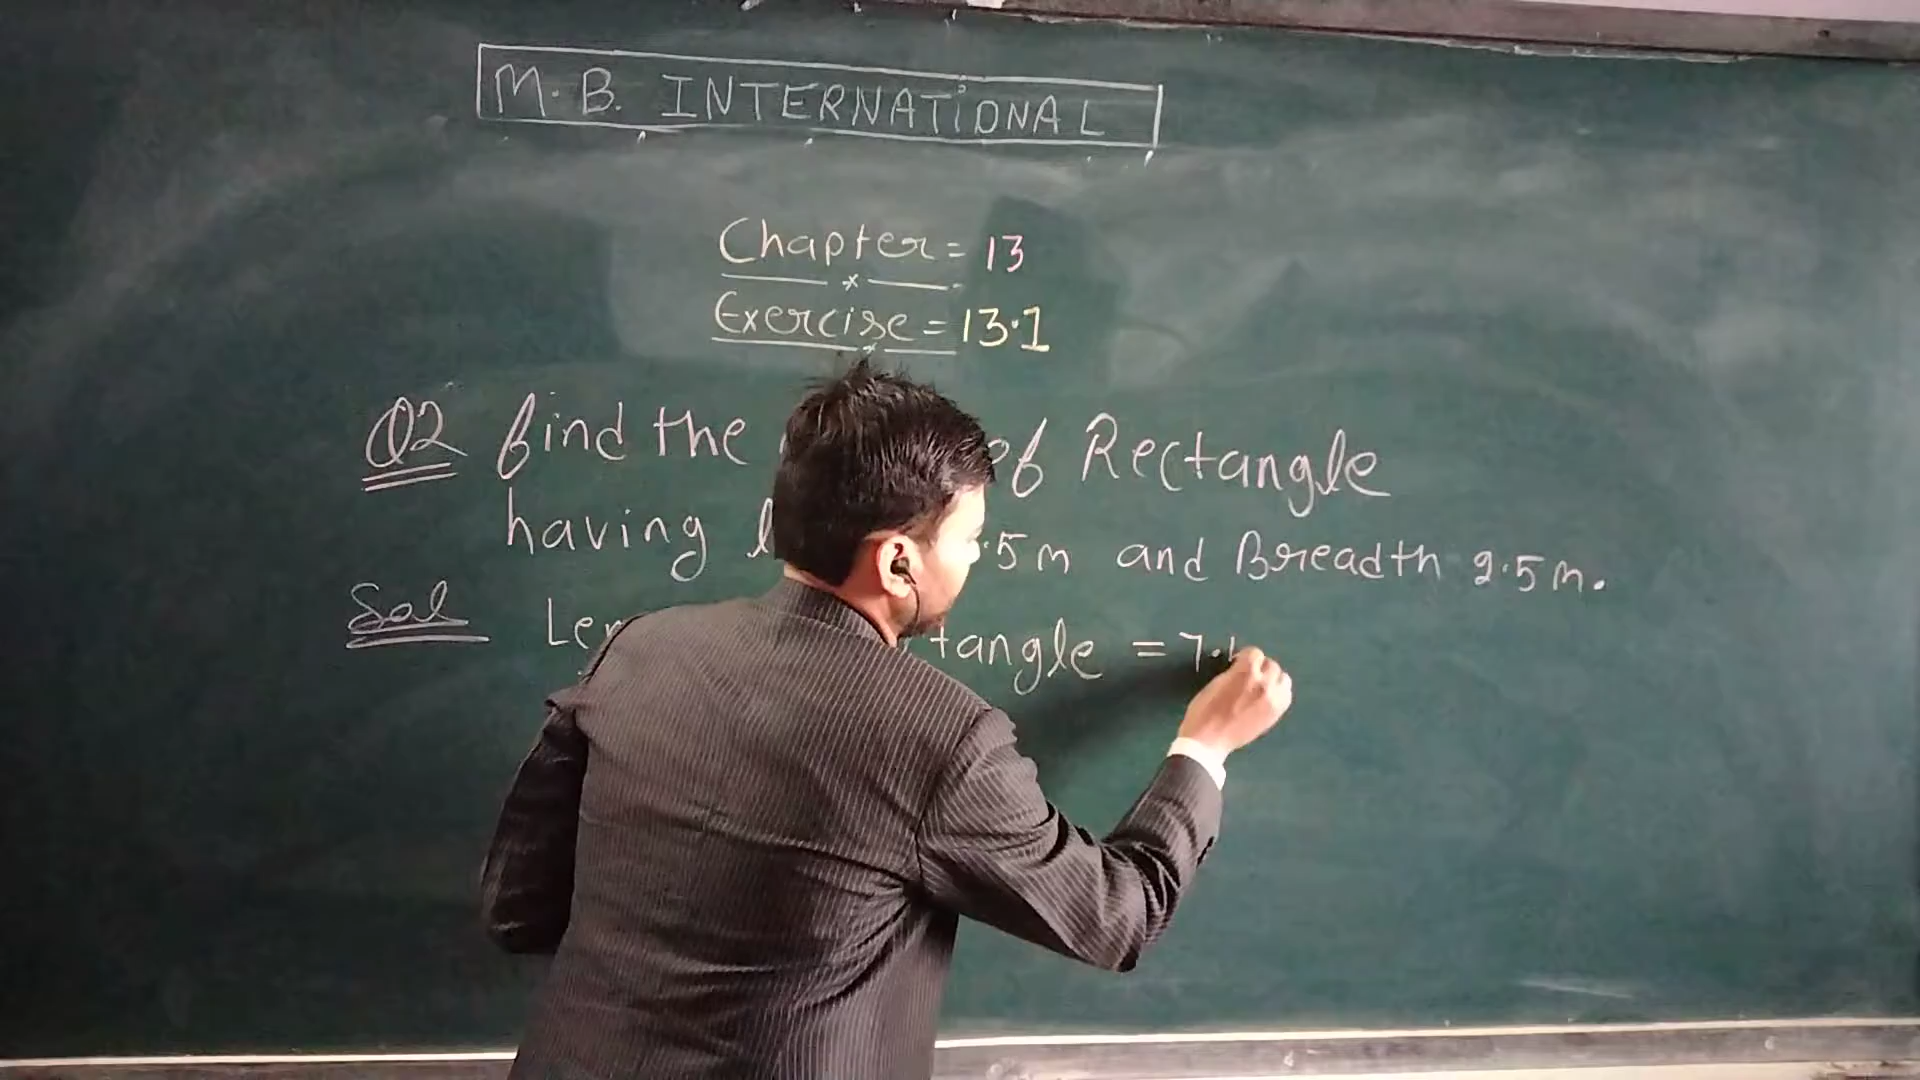 M.B. INTERNATiONAL
Chapter = 13
Exercise = 13.1
Q2 find the of Rectangle
having .5m and Breadth 2.5m.
Sol tangle = 7.